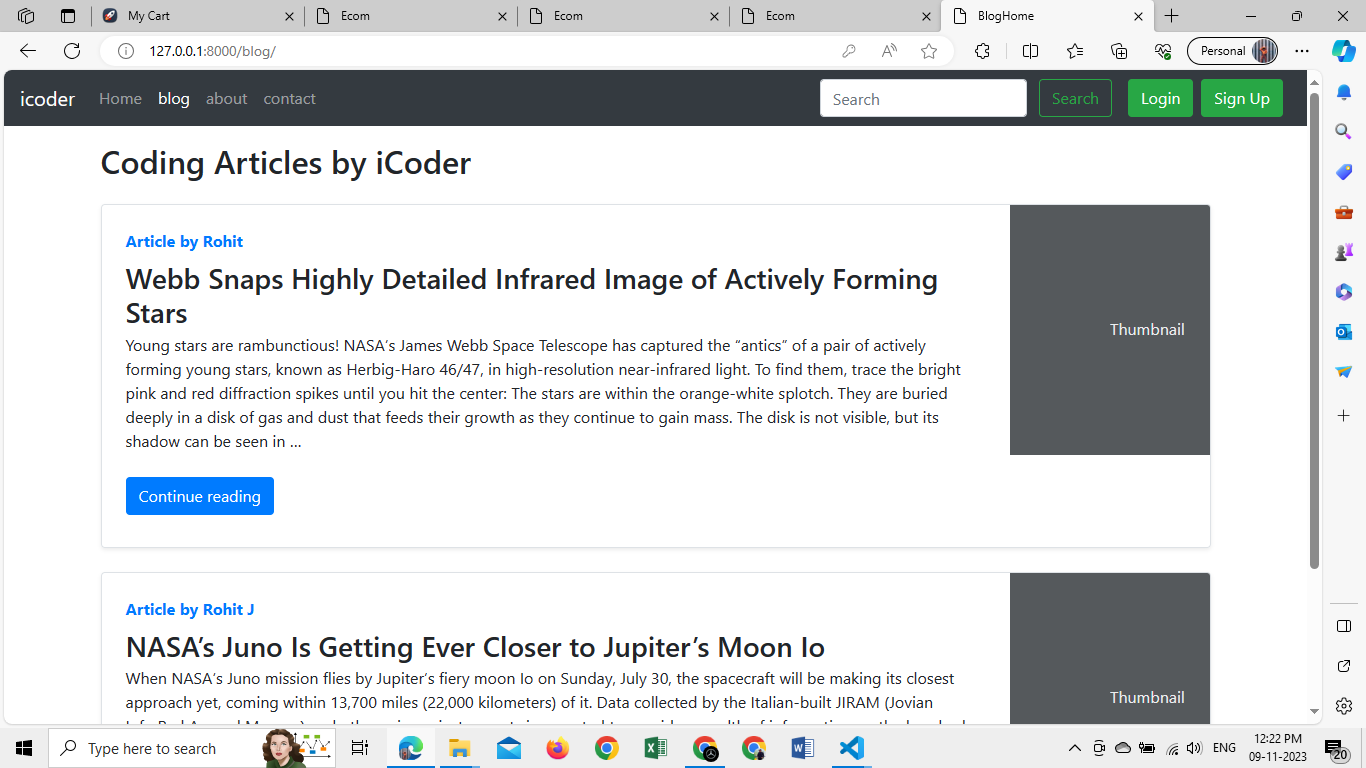 My Cart
Ecom
Ecom
Ecom
BlogHome
127.0.0.1:8000/blog/
Personal
icoder Home blog about contact Search Search Login Sign Up
Coding Articles by iCoder
Article by Rohit
Webb Snaps Highly Detailed Infrared Image of Actively Forming
Stars
Young stars are rambunctious! NASA’s James Webb Space Telescope has captured the “antics” of a pair of actively
forming young stars, known as Herbig-Haro 46/47, in high-resolution near-infrared light. To find them, trace the bright
pink and red diffraction spikes until you hit the center: The stars are within the orange-white splotch. They are buried
deeply in a disk of gas and dust that feeds their growth as they continue to gain mass. The disk is not visible, but its
shadow can be seen in ...
Thumbnail
Continue reading
Article by Rohit J
NASA’s Juno Is Getting Ever Closer to Jupiter’s Moon Io
When NASA’s Juno mission flies by Jupiter’s fiery moon Io on Sunday, July 30, the spacecraft will be making its closest
approach yet, coming within 13,700 miles (22,000 kilometers) of it. Data collected by the Italian-built JIRAM (Jovian
Thumbnail
Type here to search
ENG
12:22 PM
09-11-2023
20